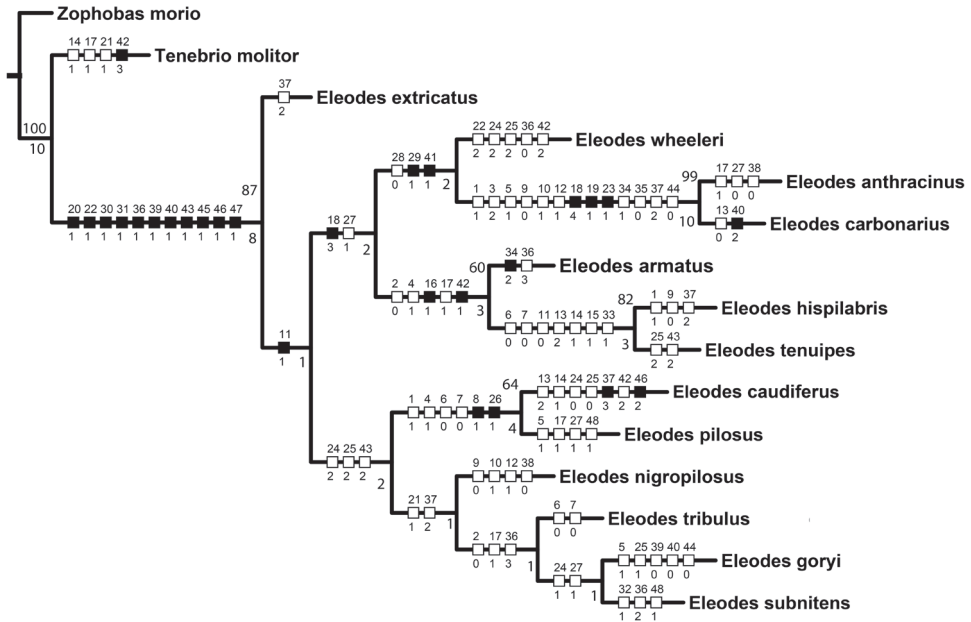 Zophobas morio
14 17 21 42
Tenebrio molitor
1 1 1 3
37
Eleodes extricatus
2
100
10
22 24 25 36 42
Eleodes wheeleri
2 2 2 0 2
28 29 41
0 1 1
2
99
17 27 38
Eleodes anthracinus
1 0 0
87
1 3 5 9 10 12 18 19 23 34 35 37 44
1 2 1 0 1 1 4 1 1 1 0 2 0
10
13 40
Eleodes carbonarius
0 2
20 22 30 31 36 39 40 43 45 46 47
1 1 1 1 1 1 1 1 1 1 1
8
18 27
3 1
2
60
34 36
Eleodes armatus
2 3
2 4 16 17 42
0 1 1 1 1
3
82
1 9 37
Eleodes hispilabris
1 0 2
6 7 11 13 14 15 33
0 0 0 2 1 1 1
3
25 43
Eleodes tenuipes
2 2
11
1
1
64
13 14 24 25 37 42 46
Eleodes caudiferus
2 1 0 0 3 2 2
1 4 6 7 8 26
1 1 0 0 1 1
4
5 17 27 48
Eleodes pilosus
1 1 1 1
24 25 43
2 2 2
2
9 10 12 38
Eleodes nigropilosus
0 1 1 0
21 37
1 2
1
6 7
Eleodes tribulus
0 0
2 17 36
0 1 3
1
5 25 39 40 44
Eleodes goryi
1 1 0 0 0
24 27
1 1
1
32 36 48
Eleodes subnitens
1 2 1